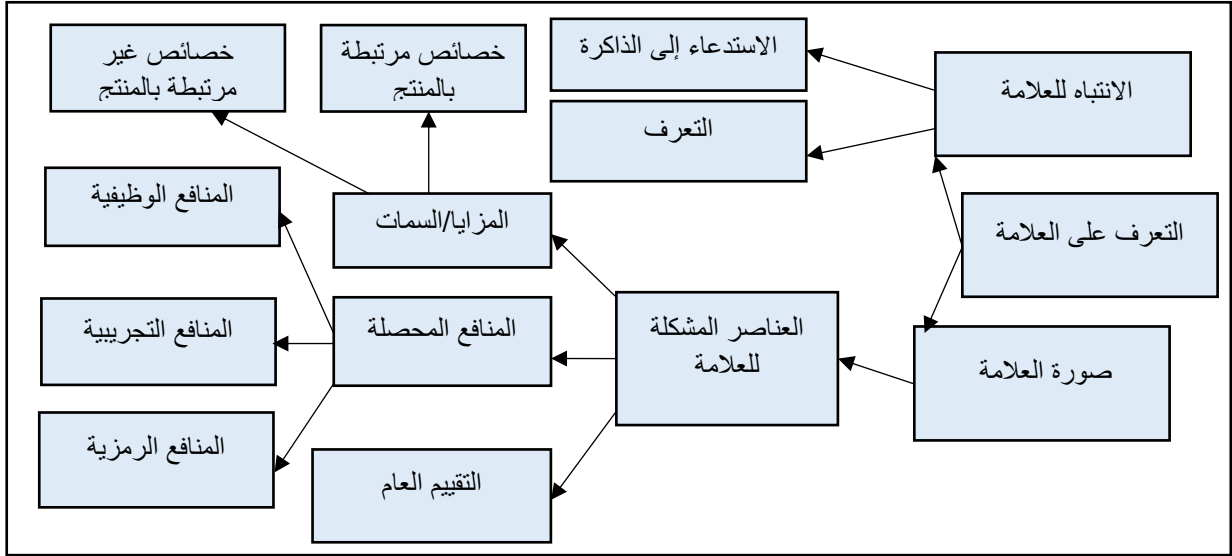 الانتباه للعلامة
الاستدعاء إلى الذاكرة
التعرف
خصائص مرتبطة
بالمنتج
خصائص غير
مرتبطة بالمنتج
التعرف على العلامة
المزايا/السمات
المنافع الوظيفية
صورة العلامة
العناصر المشكلة
للعلامة
المنافع المحصلة
المنافع التجريبية
المنافع الرمزية
التقييم العام